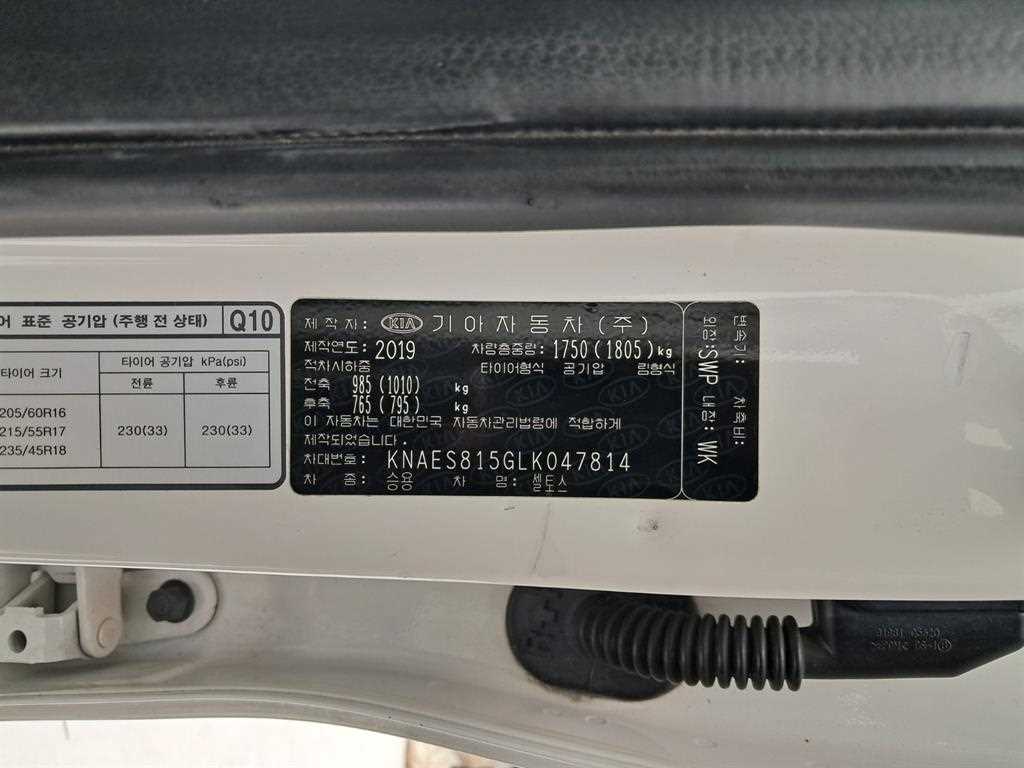 어 표준 공기압 (주행 전 상태) Q10
타이어 크기 타이어 공기압 kPa(psi)
전륜 후륜
205/60R16
215/55R17 230(33) 230(33)
235/45R18
제 작 자: KIA 기아자동차(주)
제작연도: 2019 차량총중량: 1750(1805)kg
적차시하중 타이어형식 공기압 림형식
전축 985(1010) kg
후축 765(795) kg
이 자동차는 대한민국 자동차관리법령에 적합하게
제작되었습니다.
차대번호: KNAES815GLK047814
차 종: 승용 차 명: 셀토스
변속기: 치축비:
외장:SWP 내장: WK
91981 Q5320